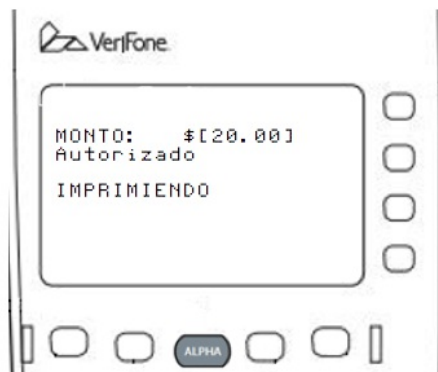 VeriFone.
MONTO: $[20.00]
Autorizado
IMPRIMIENDO
ALPHA